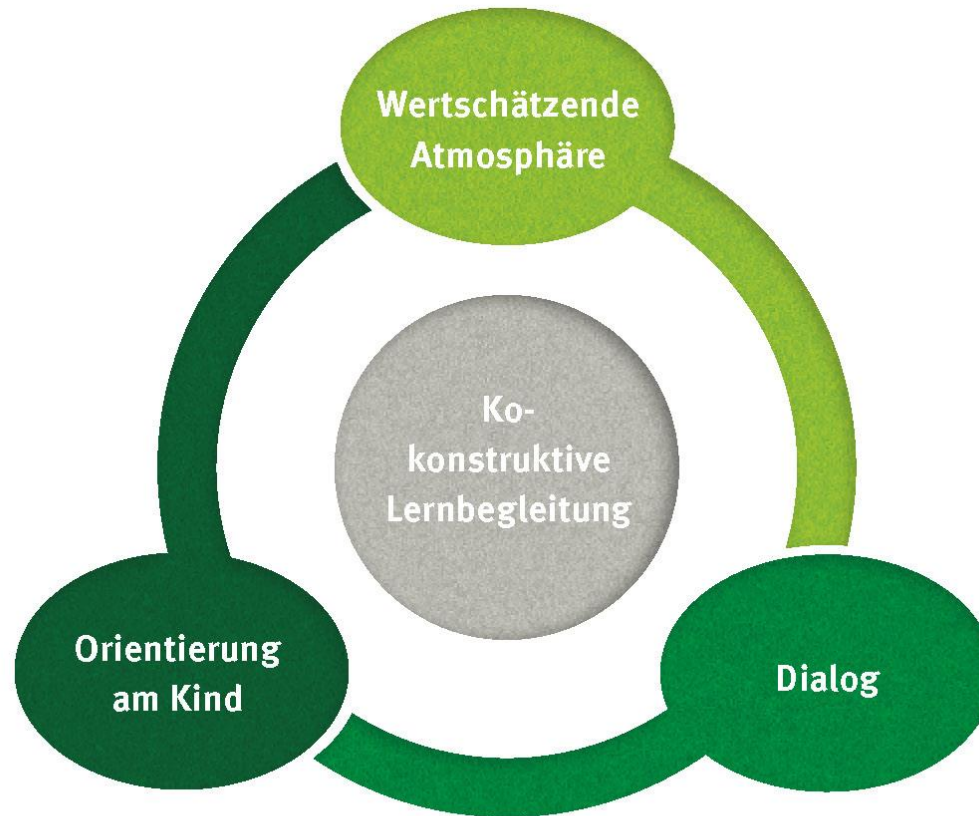 Wertschätzende
Atmosphäre
Ko-
konstruktive
Lernbegleitung
Orientierung
am Kind
Dialog